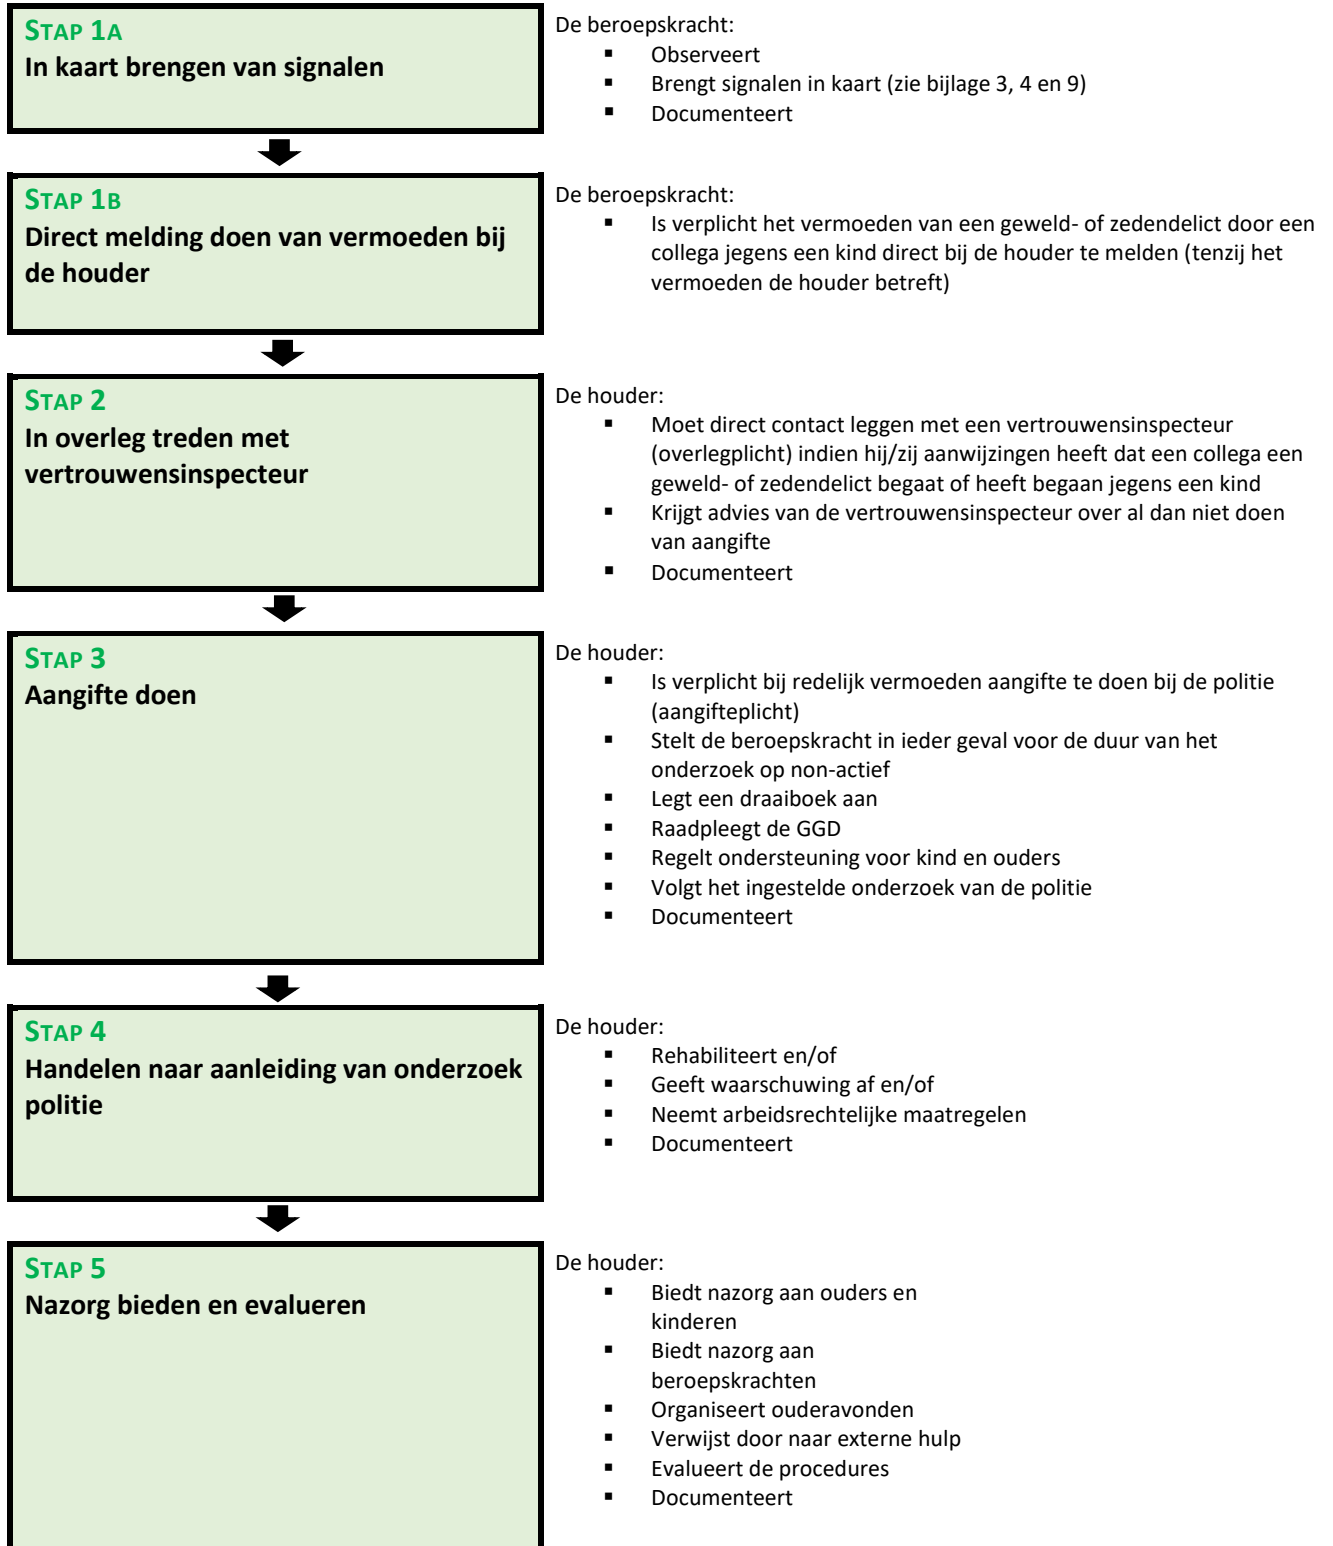 STAP 1A
In kaart brengen van signalen
De beroepskracht:
▪ Observeert
▪ Brengt signalen in kaart (zie bijlage 3, 4 en 9)
▪ Documenteert
STAP 1B
Direct melding doen van vermoeden bij
de houder
De beroepskracht:
▪ Is verplicht het vermoeden van een geweld- of zedendelict door een
collega jegens een kind direct bij de houder te melden (tenzij het
vermoeden de houder betreft)
STAP 2
In overleg treden met
vertrouwensinspecteur
De houder:
▪ Moet direct contact leggen met een vertrouwensinspecteur
(overlegplicht) indien hij/zij aanwijzingen heeft dat een collega een
geweld- of zedendelict begaat of heeft begaan jegens een kind
▪ Krijgt advies van de vertrouwensinspecteur over al dan niet doen
van aangifte
▪ Documenteert
STAP 3
Aangifte doen
De houder:
▪ Is verplicht bij redelijk vermoeden aangifte te doen bij de politie
(aangifteplicht)
▪ Stelt de beroepskracht in ieder geval voor de duur van het
onderzoek op non-actief
▪ Legt een draaiboek aan
▪ Raadpleegt de GGD
▪ Regelt ondersteuning voor kind en ouders
▪ Volgt het ingestelde onderzoek van de politie
▪ Documenteert
STAP 4
Handelen naar aanleiding van onderzoek
politie
De houder:
▪ Rehabiliteert en/of
▪ Geeft waarschuwing af en/of
▪ Neemt arbeidsrechtelijke maatregelen
▪ Documenteert
STAP 5
Nazorg bieden en evalueren
De houder:
▪ Biedt nazorg aan ouders en
kinderen
▪ Biedt nazorg aan
beroepskrachten
▪ Organiseert ouderavonden
▪ Verwijst door naar externe hulp
▪ Evalueert de procedures
▪ Documenteert